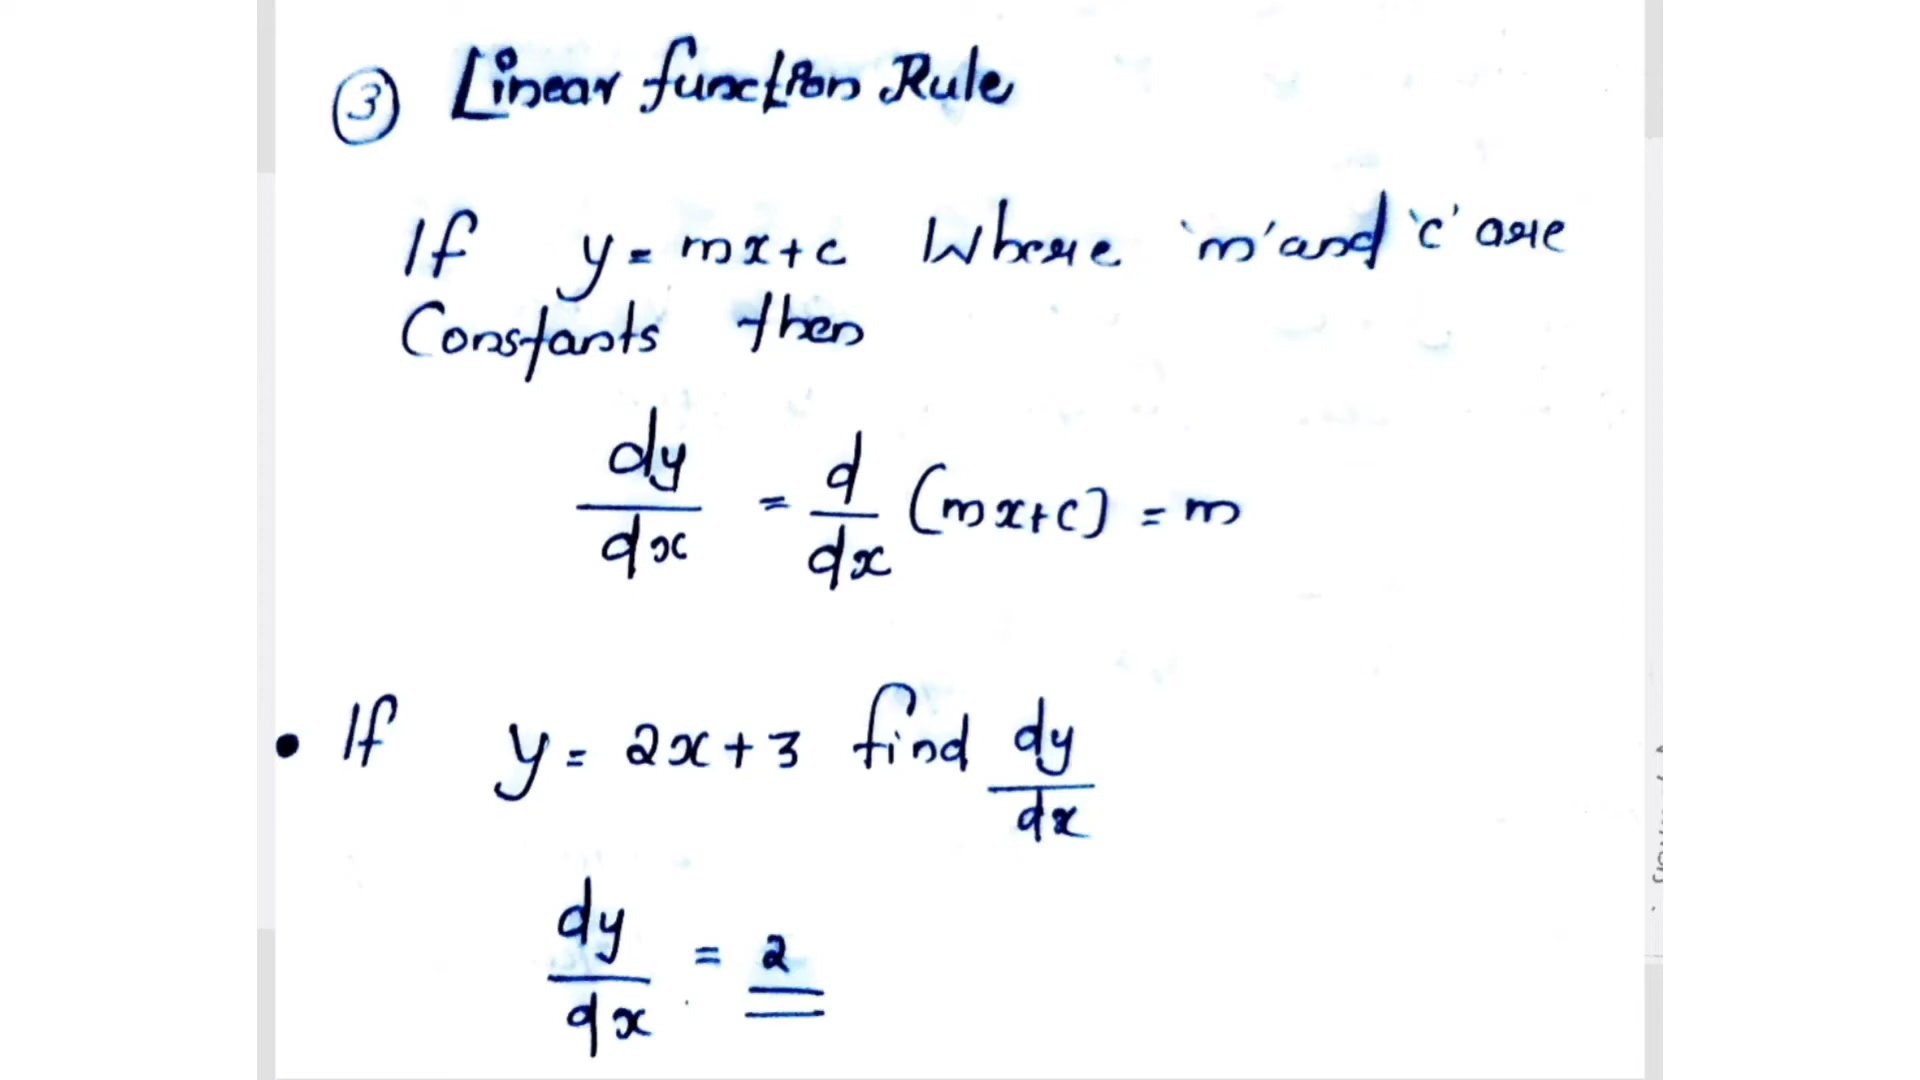 ③ Linear function Rule
If y = mx+c Where 'm' and 'c' are
Constants then
dy/dx = d/dx (mx+c) = m
• If y = 2x+3 find dy/dx
dy/dx = 2